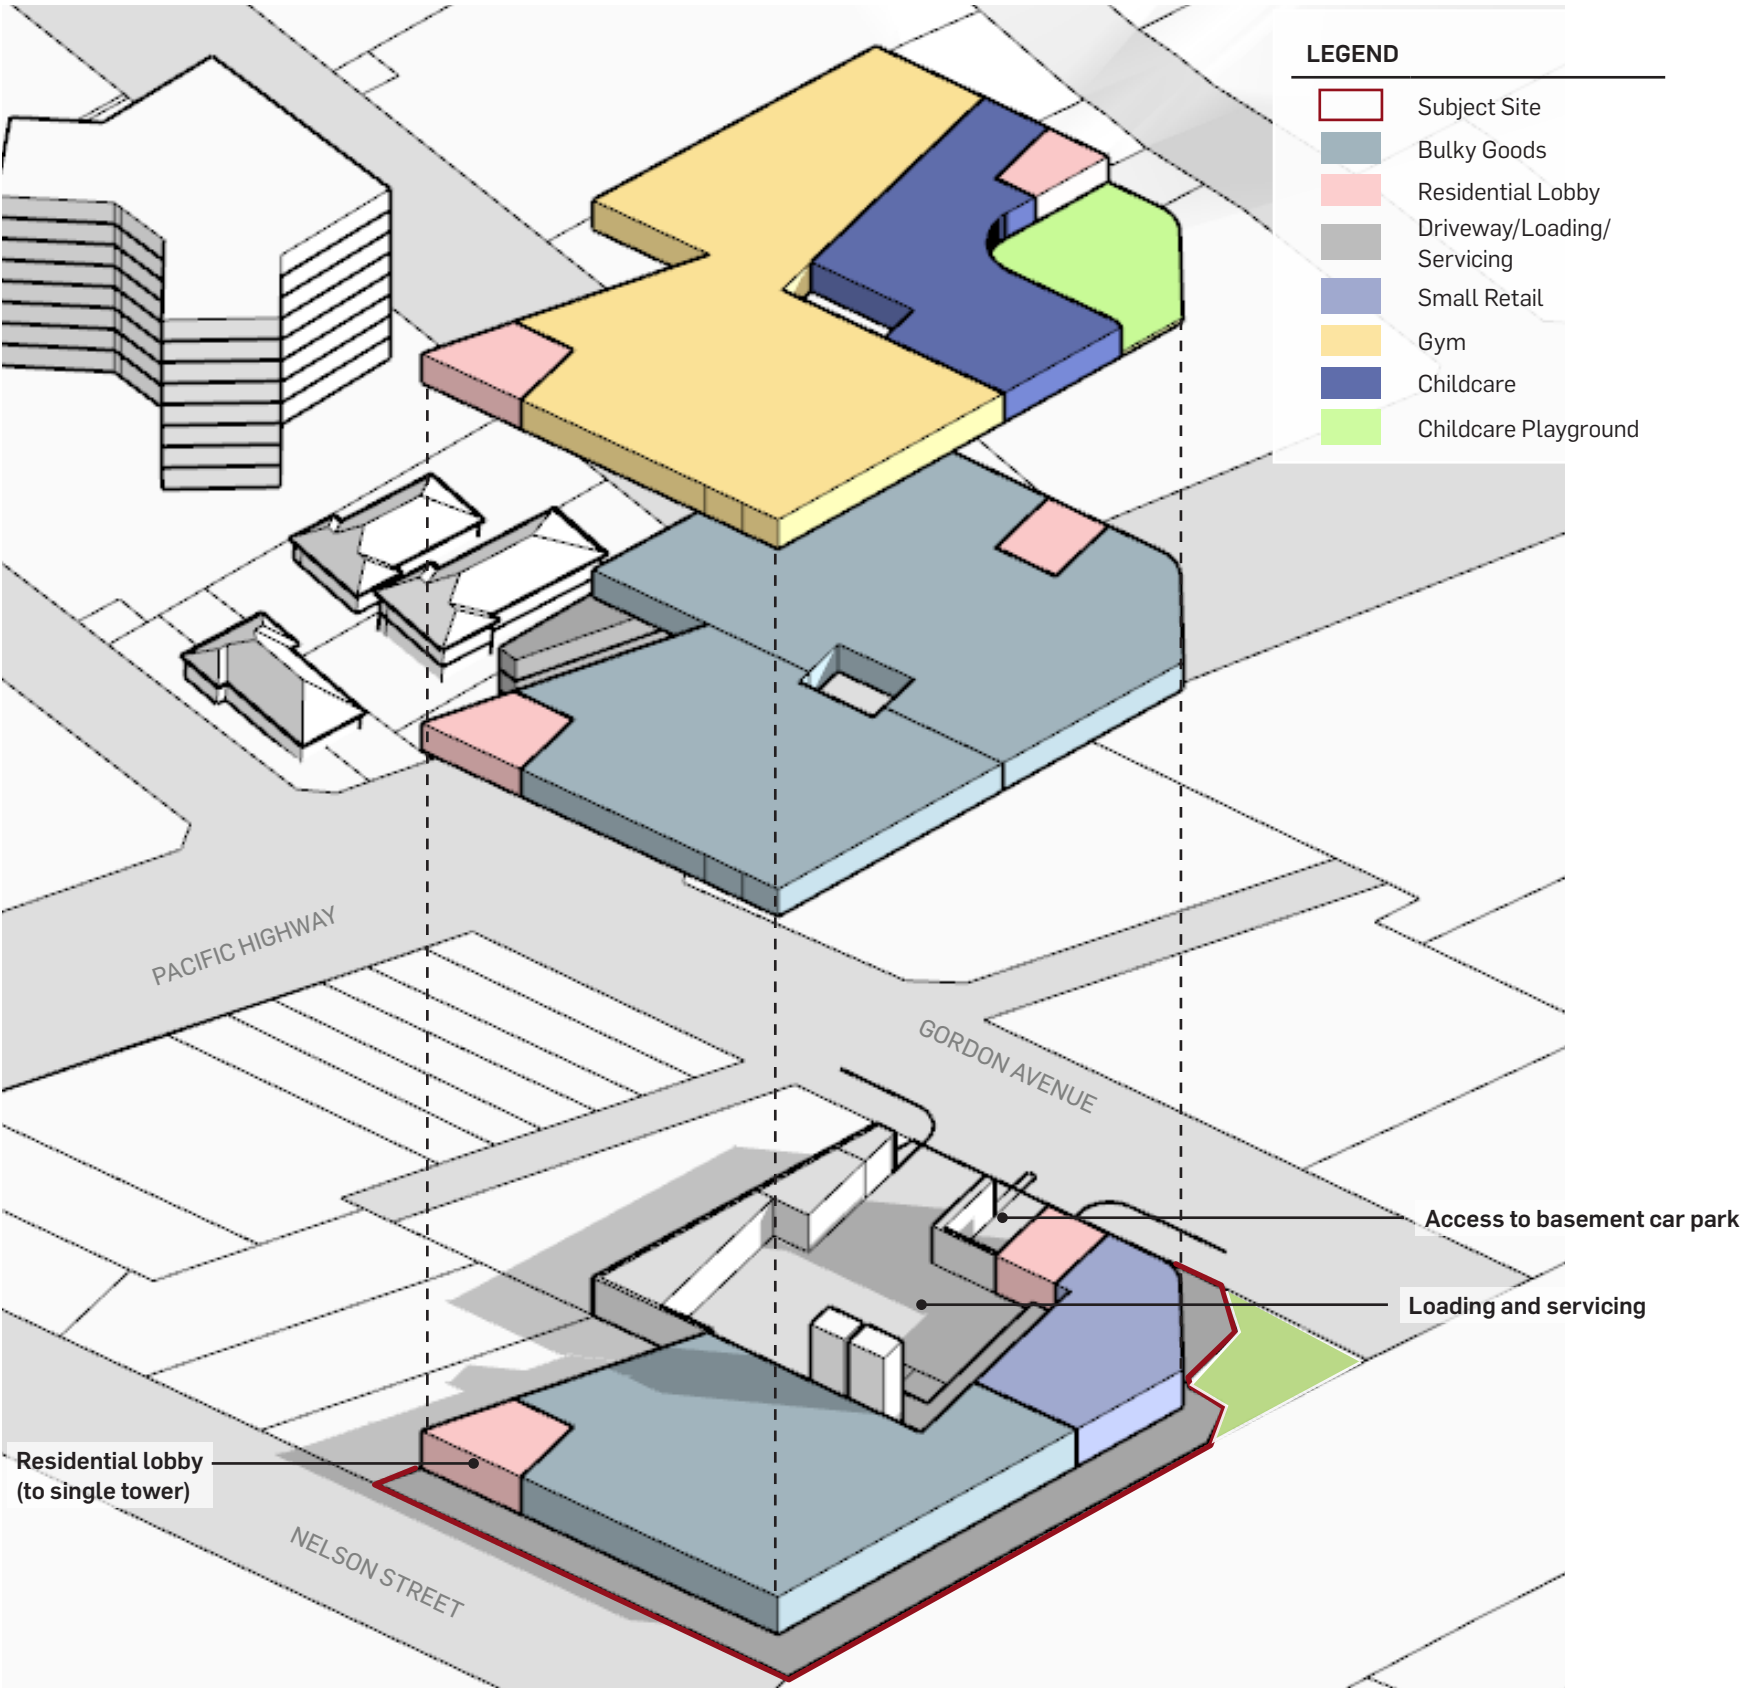 LEGEND
Subject Site
Bulky Goods
Residential Lobby
Driveway/Loading/
Servicing
Small Retail
Gym
Childcare
Childcare Playground
PACIFIC HIGHWAY
GORDON AVENUE
Access to basement car park
Loading and servicing
Residential lobby
(to single tower)
NELSON STREET